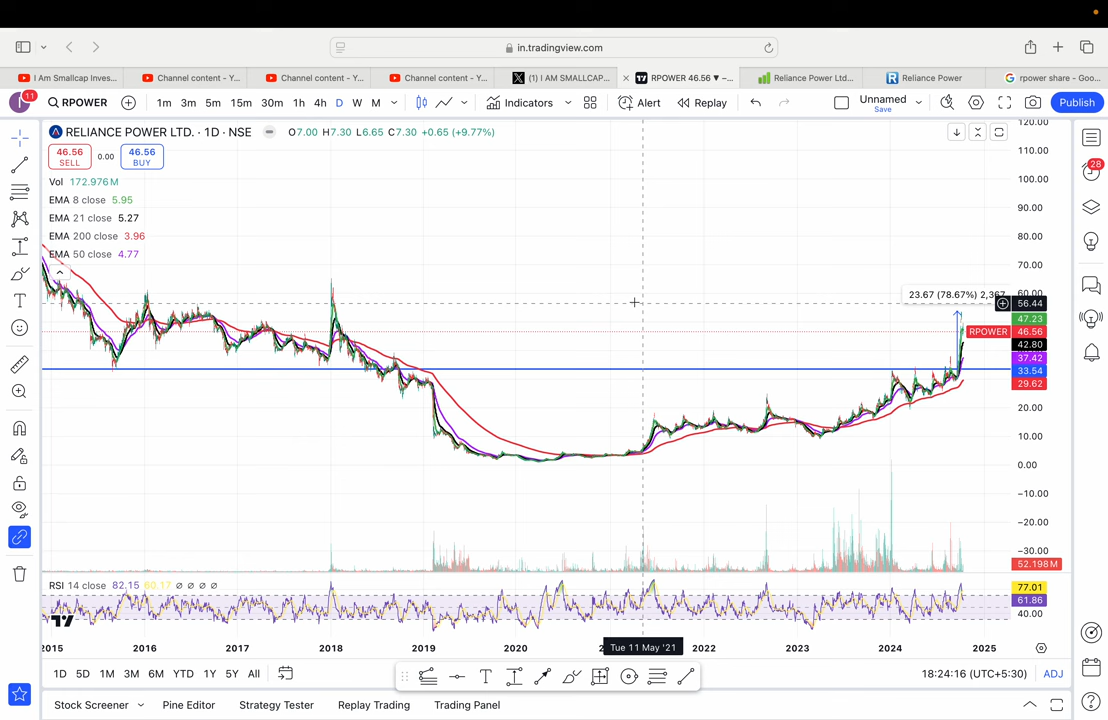 in.tradingview.com
I Am Smallcap Inves...
Channel content - Y...
Channel content - Y...
Channel content - Y...
(1) I AM SMALLCAP...
RPOWER 46.56 ▼ –...
Reliance Power Ltd...
Reliance Power
rpower share - Goo...
11
RPOWER
1m 3m 5m 15m 30m 1h 4h D W M
Indicators
Alert
Replay
Unnamed
Save
Publish
RELIANCE POWER LTD. · 1D · NSE
O7.00 H7.30 L6.65 C7.30 +0.65 (+9.77%)
46.56
SELL
0.00
46.56
BUY
Vol 172.976M
EMA 8 close 5.95
EMA 21 close 5.27
EMA 200 close 3.96
EMA 50 close 4.77
23.67 (78.67%) 2,367
120.00
110.00
100.00
90.00
80.00
70.00
60.00
56.44
47.23
RPOWER 46.56
42.80
37.42
33.54
29.62
20.00
10.00
0.00
−10.00
−20.00
−30.00
52.198M
28
RSI 14 close 82.15 60.17 ∅ ∅ ∅ ∅
77.01
61.86
40.00
2015 2016 2017 2018 2019 2020 Tue 11 May '21 2022 2023 2024 2025
1D 5D 1M 3M 6M YTD 1Y 5Y All
18:24:16 (UTC+5:30)
ADJ
Stock Screener
Pine Editor
Strategy Tester
Replay Trading
Trading Panel